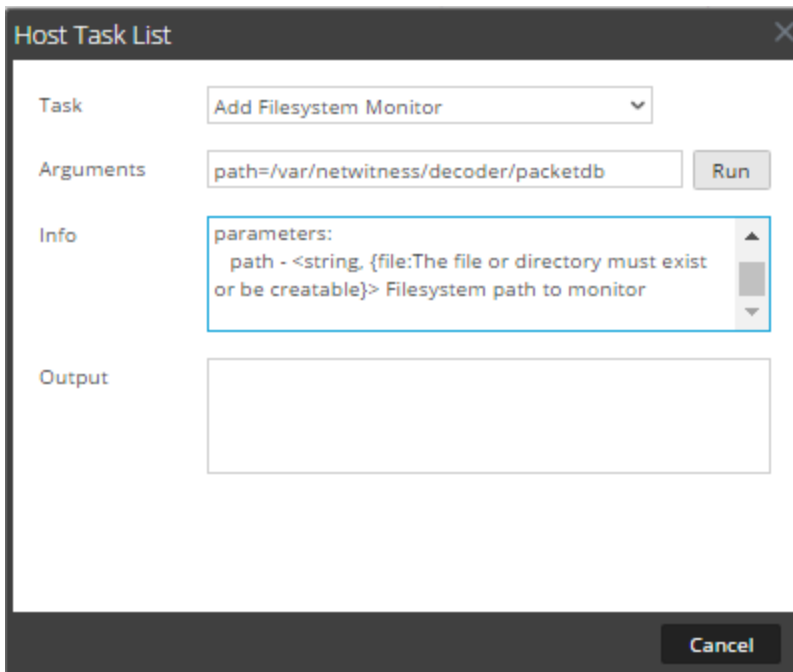 Host Task List
Task
Add Filesystem Monitor
Arguments
path=/var/netwitness/decoder/packetdb
Run
Info
parameters:
path - <string, {file:The file or directory must exist
or be creatable}> Filesystem path to monitor
Output
Cancel